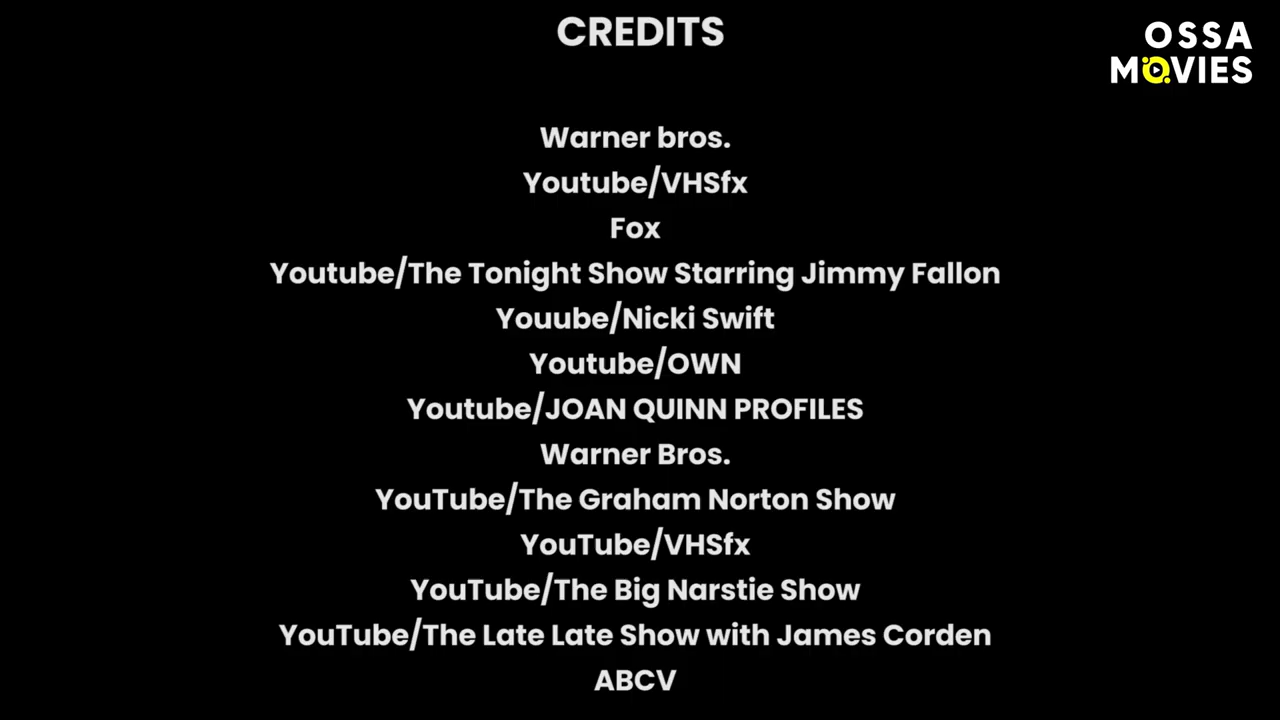 CREDITS
OSSA
MOVIES
Warner bros.
Youtube/VHSfx
Fox
Youtube/The Tonight Show Starring Jimmy Fallon
Youube/Nicki Swift
Youtube/OWN
Youtube/JOAN QUINN PROFILES
Warner Bros.
YouTube/The Graham Norton Show
YouTube/VHSfx
YouTube/The Big Narstie Show
YouTube/The Late Late Show with James Corden
ABCV